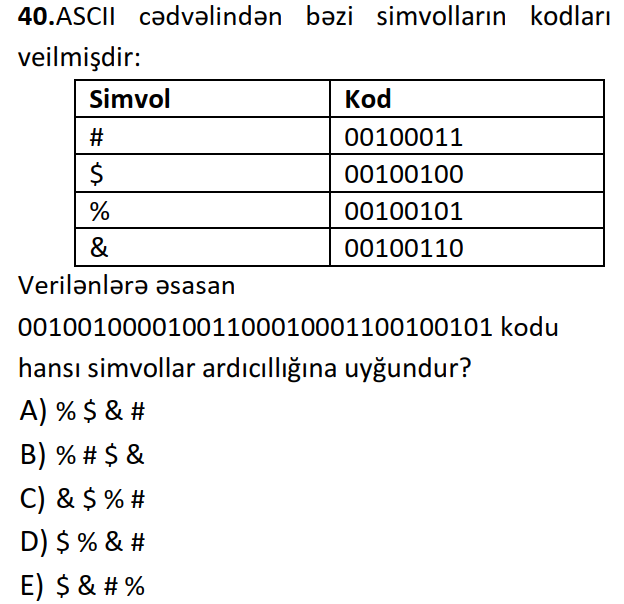 40.ASCII cədvəlindən bəzi simvolların kodları
veilmişdir:
Simvol Kod
# 00100011
$ 00100100
% 00100101
& 00100110
Verilənlərə əsasan
00100100001001100010001100100101 kodu
hansı simvollar ardıcıllığına uyğundur?
A) % $ & #
B) % # $ &
C) & $ % #
D) $ % & #
E) $ & # %